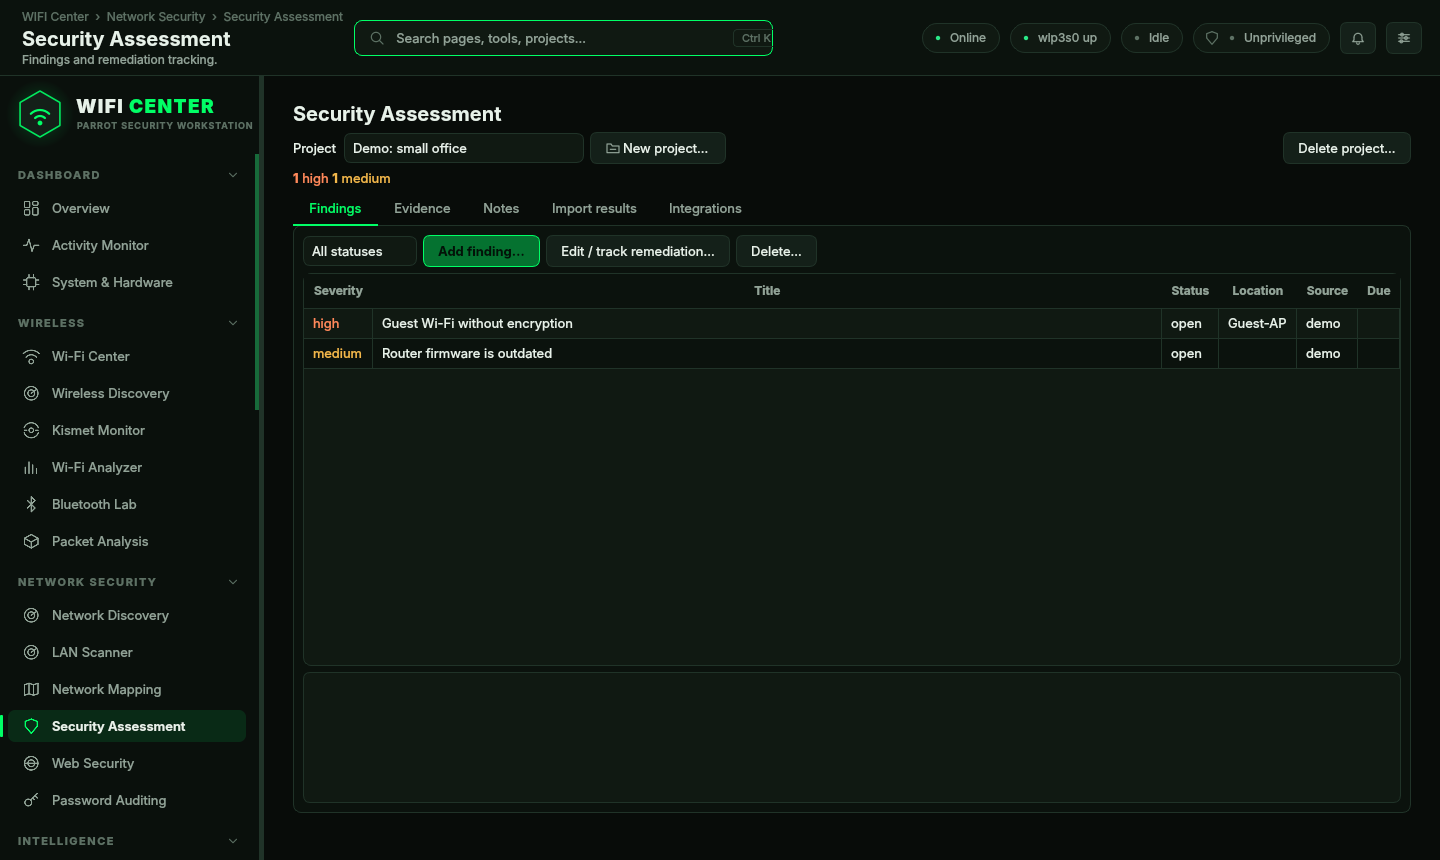 WIFI Center › Network Security › Security Assessment
Security Assessment
Findings and remediation tracking.
Search pages, tools, projects...
Ctrl K
Online
wlp3s0 up
Idle
Unprivileged
WIFI CENTER
PARROT SECURITY WORKSTATION
DASHBOARD
Overview
Activity Monitor
System & Hardware
WIRELESS
Wi-Fi Center
Wireless Discovery
Kismet Monitor
Wi-Fi Analyzer
Bluetooth Lab
Packet Analysis
NETWORK SECURITY
Network Discovery
LAN Scanner
Network Mapping
Security Assessment
Web Security
Password Auditing
INTELLIGENCE
Security Assessment
Project Demo: small office New project... Delete project...
1 high 1 medium
Findings Evidence Notes Import results Integrations
All statuses Add finding... Edit / track remediation... Delete...
Severity Title Status Location Source Due
high Guest Wi-Fi without encryption open Guest-AP demo
medium Router firmware is outdated open demo